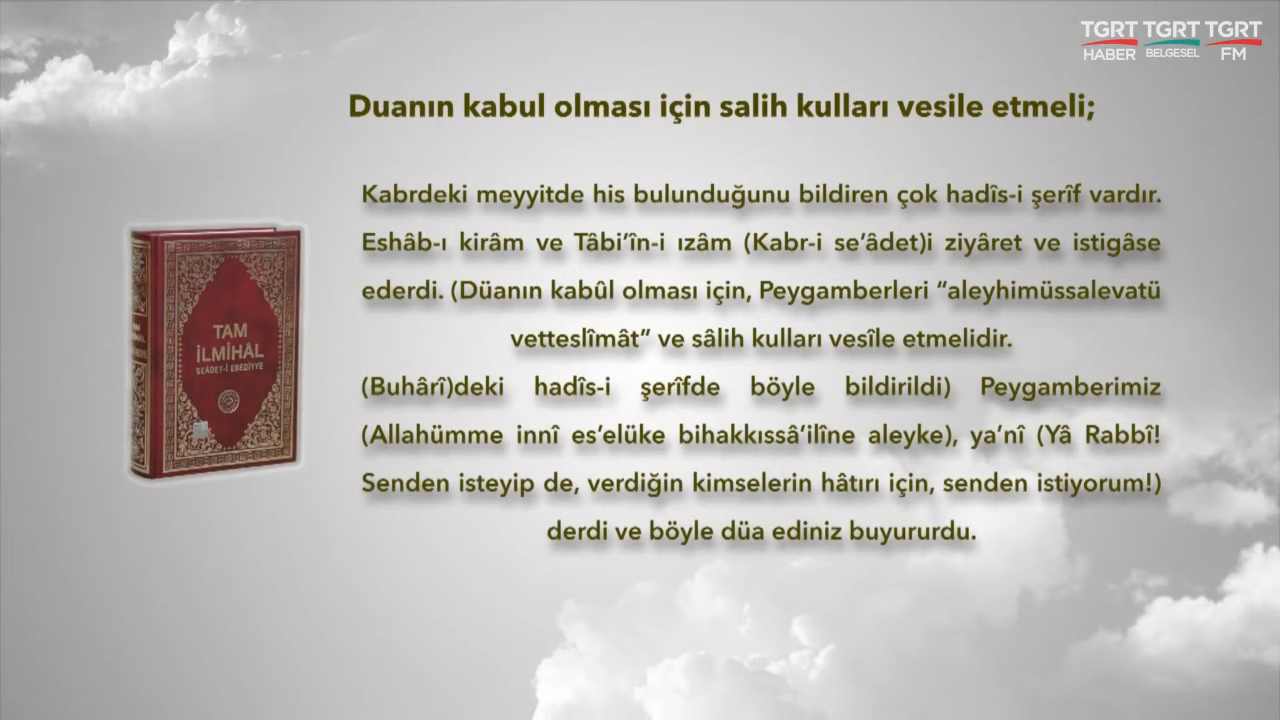 TGRT TGRT TGRT
HABER BELGESEL FM
Duanın kabul olması için salih kulları vesile etmeli;
Kabrdeki meyyitde his bulunduğunu bildiren çok hadîs-i şerîf vardır.
Eshâb-ı kirâm ve Tâbi’în-i ızâm (Kabr-i se’âdet)i ziyâret ve istigâse
ederdi. (Düanın kabûl olması için, Peygamberleri “aleyhimüssalevatü
vetteslîmât” ve sâlih kulları vesîle etmelidir.
(Buhârî)deki hadîs-i şerîfde böyle bildirildi) Peygamberimiz
(Allahümme innî es’elüke bihakkıssâ’ilîne aleyke), ya’nî (Yâ Rabbî!
Senden isteyip de, verdiğin kimselerin hâtırı için, senden istiyorum!)
derdi ve böyle düa ediniz buyururdu.
TAM
İLMİHÂL
SEÂDET-İ EBEDİYYE